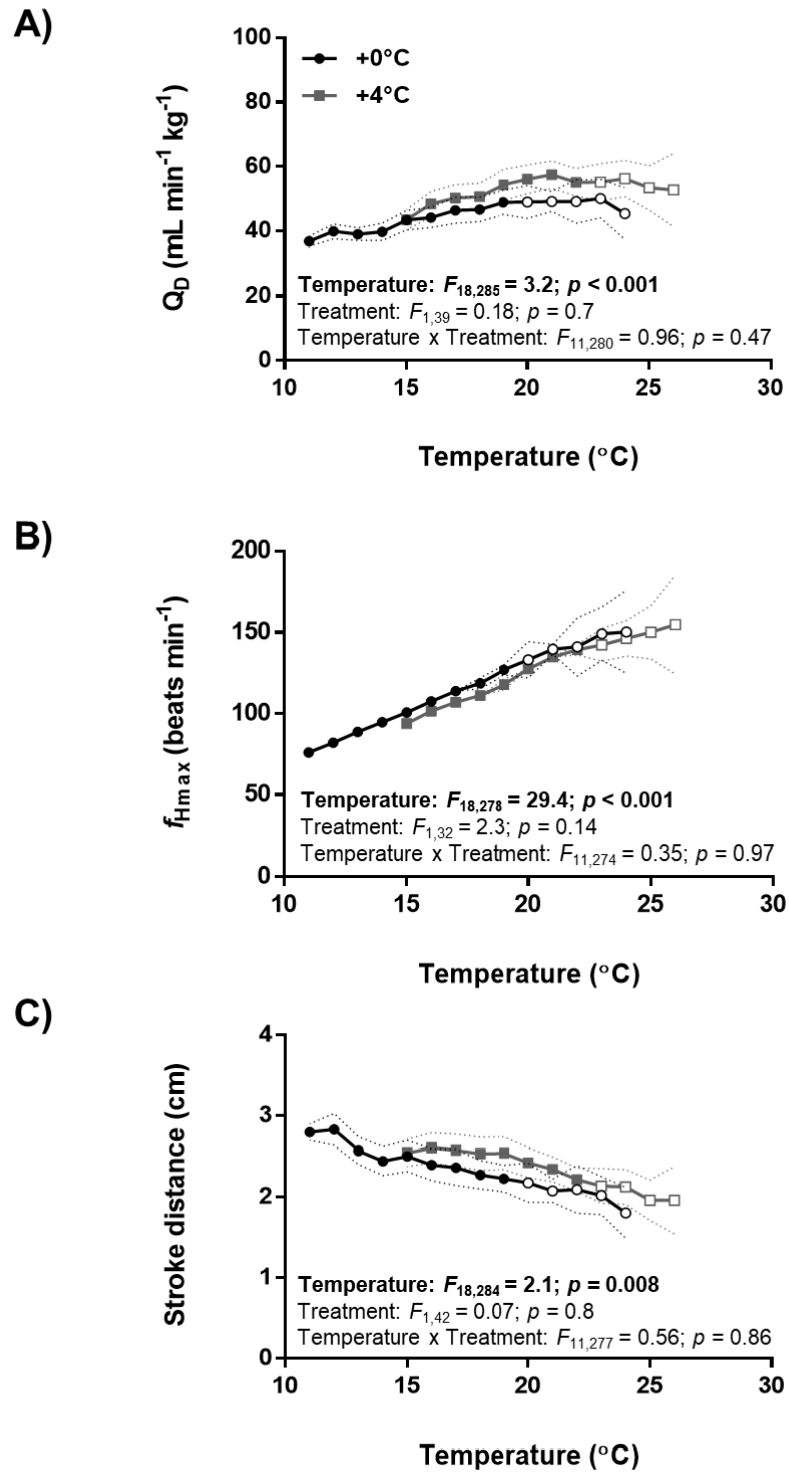 A)
100
80
60
40
20
0
Q_D (mL min⁻¹ kg⁻¹)
+0°C
+4°C
Temperature: F₁₈,₂₈₅ = 3.2; p < 0.001
Treatment: F₁,₃₉ = 0.18; p = 0.7
Temperature x Treatment: F₁₁,₂₈₀ = 0.96; p = 0.47
10 15 20 25 30
Temperature (°C)
B)
200
150
100
50
0
f_Hmax (beats min⁻¹)
Temperature: F₁₈,₂₇₈ = 29.4; p < 0.001
Treatment: F₁,₃₂ = 2.3; p = 0.14
Temperature x Treatment: F₁₁,₂₇₄ = 0.35; p = 0.97
10 15 20 25 30
Temperature (°C)
C)
4
3
2
1
0
Stroke distance (cm)
Temperature: F₁₈,₂₈₄ = 2.1; p = 0.008
Treatment: F₁,₄₂ = 0.07; p = 0.8
Temperature x Treatment: F₁₁,₂₇₇ = 0.56; p = 0.86
10 15 20 25 30
Temperature (°C)